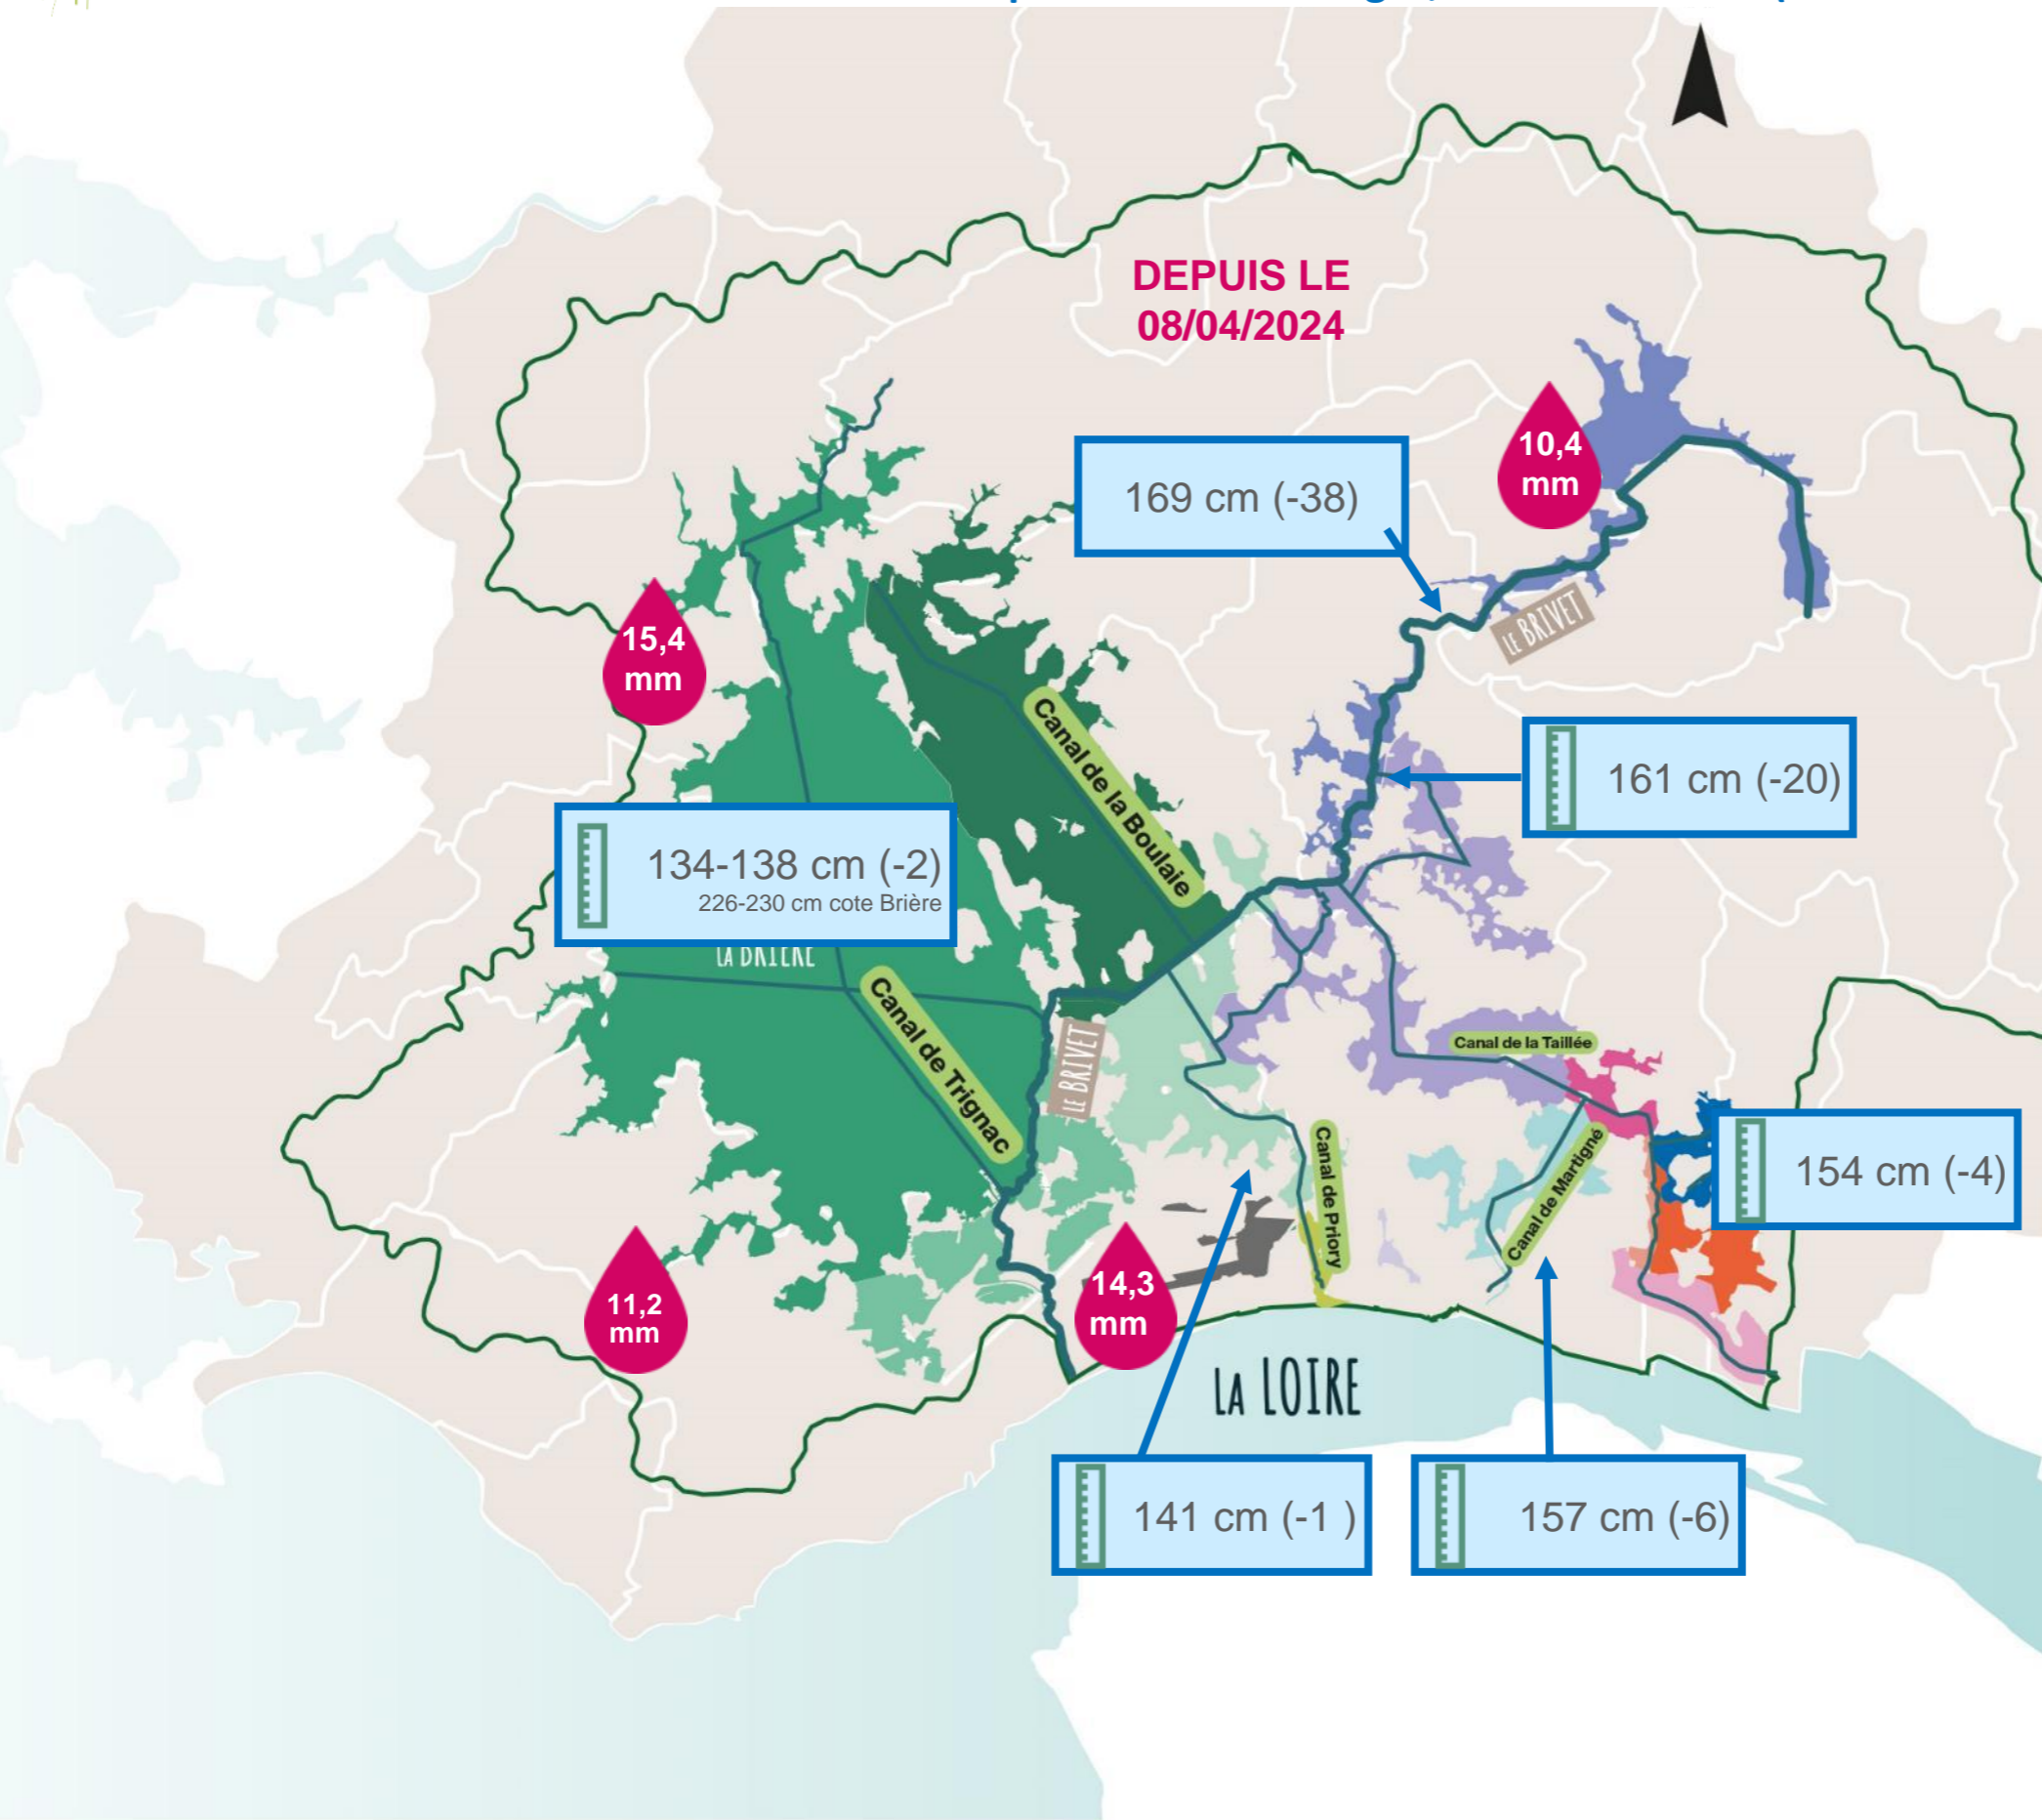 DEPUIS LE
08/04/2024
10,4
mm
169 cm (-38)
LE BRIVET
15,4
mm
Canal de la Boulaie
161 cm (-20)
134-138 cm (-2)
226-230 cm cote Brière
LA BRIÈRE
Canal de Trignac
LE BRIVET
Canal de la Taillée
Canal de Priory
Canal de Martigné
154 cm (-4)
11,2
mm
14,3
mm
LA LOIRE
141 cm (-1 )
157 cm (-6)